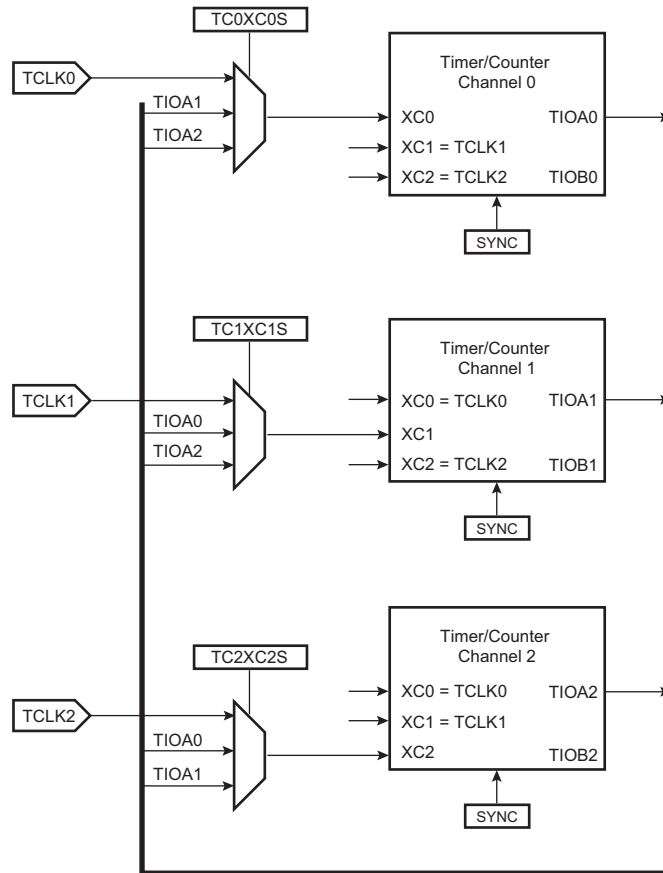 TC0XC0S
TCLK0
TIOA1
TIOA2
Timer/Counter
Channel 0
XC0
TIOA0
XC1 = TCLK1
XC2 = TCLK2
TIOB0
SYNC
TC1XC1S
TCLK1
TIOA0
TIOA2
Timer/Counter
Channel 1
XC0 = TCLK0
TIOA1
XC1
XC2 = TCLK2
TIOB1
SYNC
TC2XC2S
TCLK2
TIOA0
TIOA1
Timer/Counter
Channel 2
XC0 = TCLK0
TIOA2
XC1 = TCLK1
XC2
TIOB2
SYNC